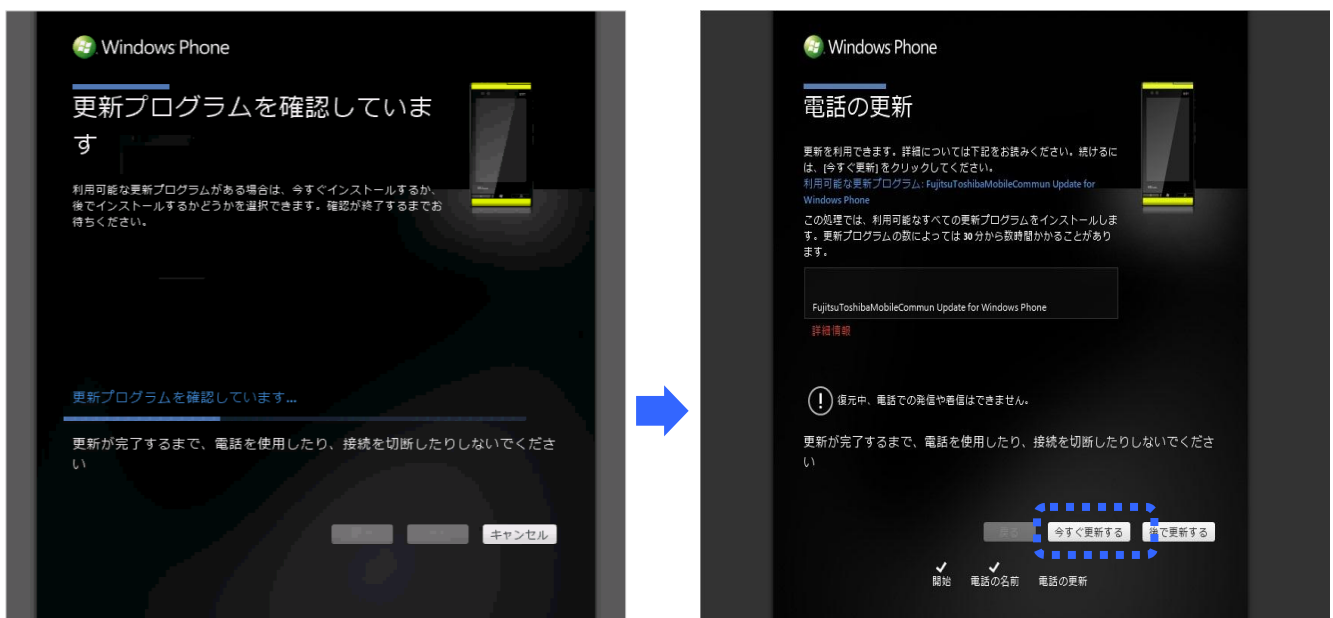 Windows Phone
更新プログラムを確認していま
す
利用可能な更新プログラムがある場合は、今すぐインストールするか、
後でインストールするかどうかを選択できます。確認が終了するまでお
待ちください。
更新プログラムを確認しています...
更新が完了するまで、電話を使用したり、接続を切断したりしないでくださ
い
キャンセル
Windows Phone
電話の更新
更新を利用できます。詳細については下記をお読みください。続けるに
は、[今すぐ更新] をクリックしてください。
利用可能な更新プログラム: FujitsuToshibaMobileCommun Update for
Windows Phone
この処理では、利用可能なすべての更新プログラムをインストールしま
す。更新プログラムの数によっては 30 分から数時間かかることがあり
ます。
FujitsuToshibaMobileCommun Update for Windows Phone
詳細情報
復元中、電話での発信や着信はできません。
更新が完了するまで、電話を使用したり、接続を切断したりしないでくださ
い
戻る 今すぐ更新する 後で更新する
開始 電話の名前 電話の更新